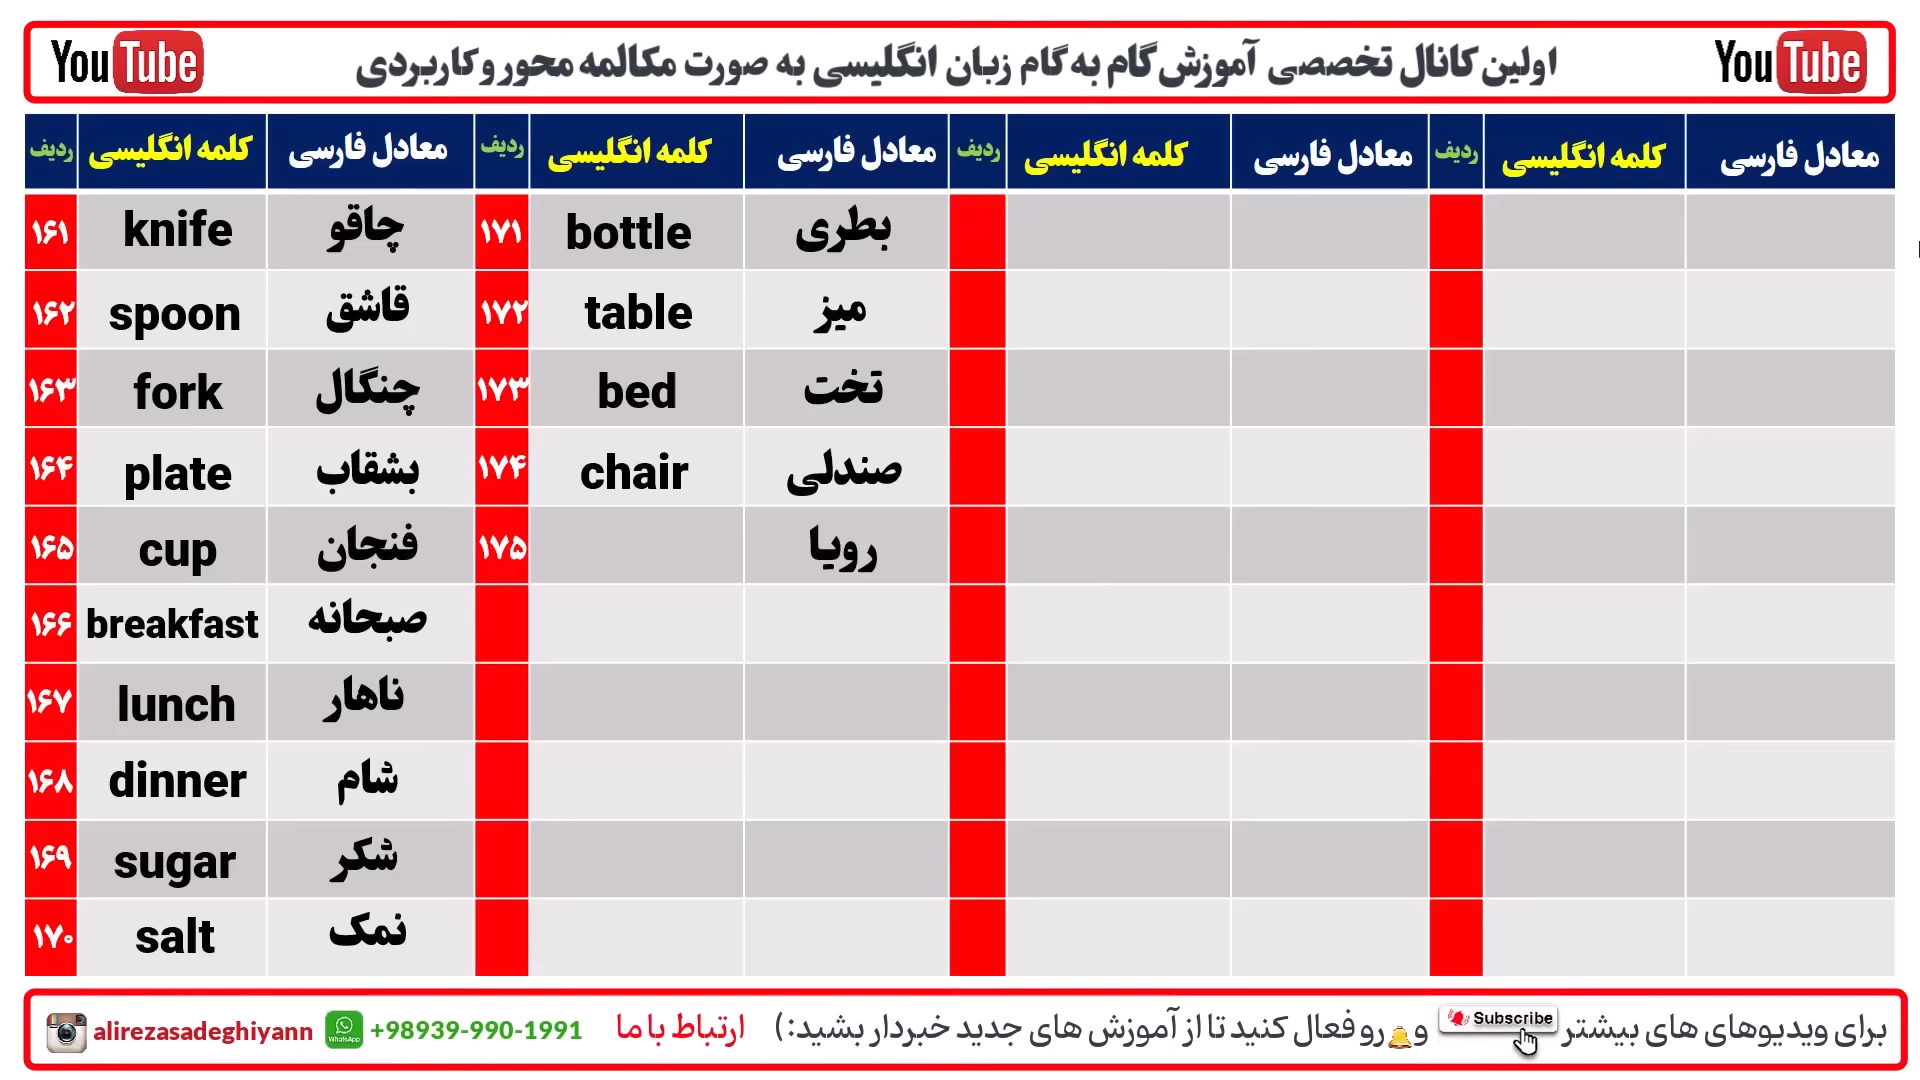 YouTube اولین کانال تخصصی آموزش گام به گام زبان انگلیسی به صورت مکالمه محور و کاربردی YouTube
ردیف کلمه انگلیسی معادل فارسی ردیف کلمه انگلیسی معادل فارسی ردیف کلمه انگلیسی معادل فارسی ردیف کلمه انگلیسی معادل فارسی
۱۶۱ knife چاقو ۱۷۱ bottle بطری
۱۶۲ spoon قاشق ۱۷۲ table میز
۱۶۳ fork چنگال ۱۷۳ bed تخت
۱۶۴ plate بشقاب ۱۷۴ chair صندلی
۱۶۵ cup فنجان ۱۷۵ رویا
۱۶۶ breakfast صبحانه
۱۶۷ lunch ناهار
۱۶۸ dinner شام
۱۶۹ sugar شکر
۱۷۰ salt نمک
برای ویدیوهای های بیشتر Subscribe و رو فعال کنید تا از آموزش های جدید خبردار بشید:) ارتباط با ما +98939-990-1991 WhatsApp alirezasadeghiyann